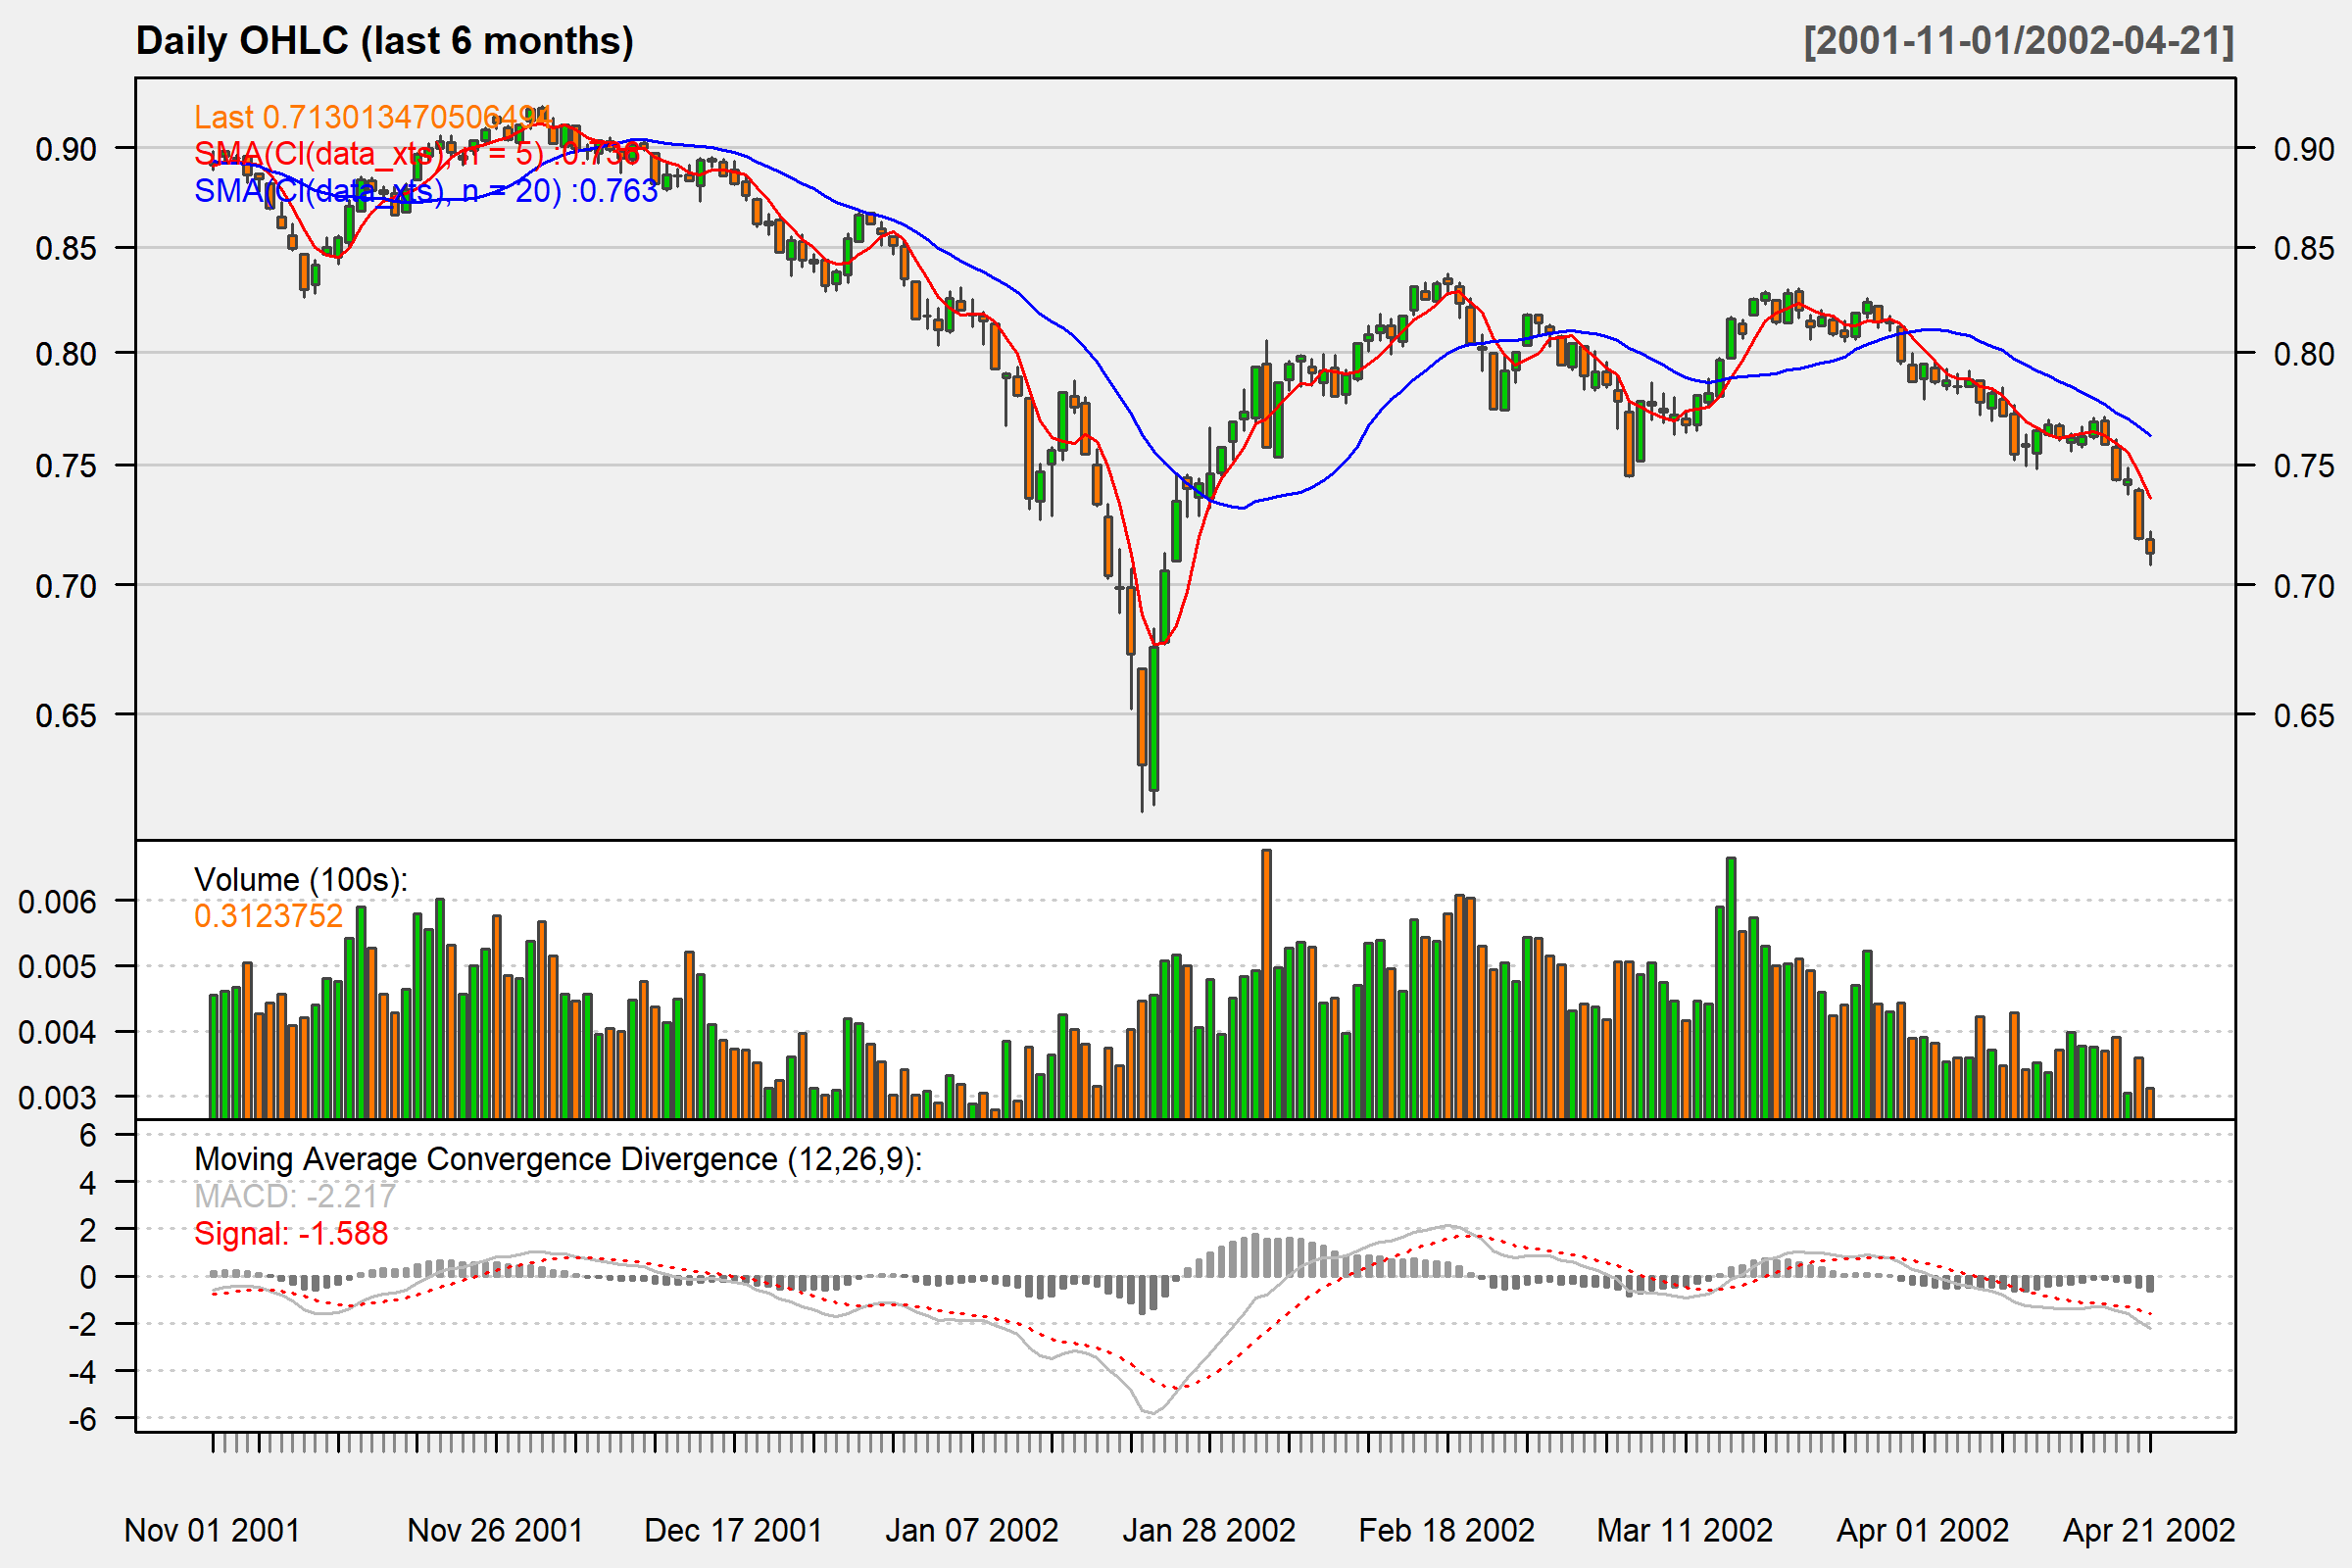 Daily OHLC (last 6 months)
[2001-11-01/2002-04-21]
Last 0.713013470506494
SMA(Cl(data_xts), n = 5) :0.736
SMA(Cl(data_xts), n = 20) :0.763
0.90
0.85
0.80
0.75
0.70
0.65
0.90
0.85
0.80
0.75
0.70
0.65
Volume (100s):
0.3123752
0.006
0.005
0.004
0.003
Moving Average Convergence Divergence (12,26,9):
MACD: -2.217
Signal: -1.588
6
4
2
0
-2
-4
-6
Nov 01 2001
Nov 26 2001
Dec 17 2001
Jan 07 2002
Jan 28 2002
Feb 18 2002
Mar 11 2002
Apr 01 2002
Apr 21 2002